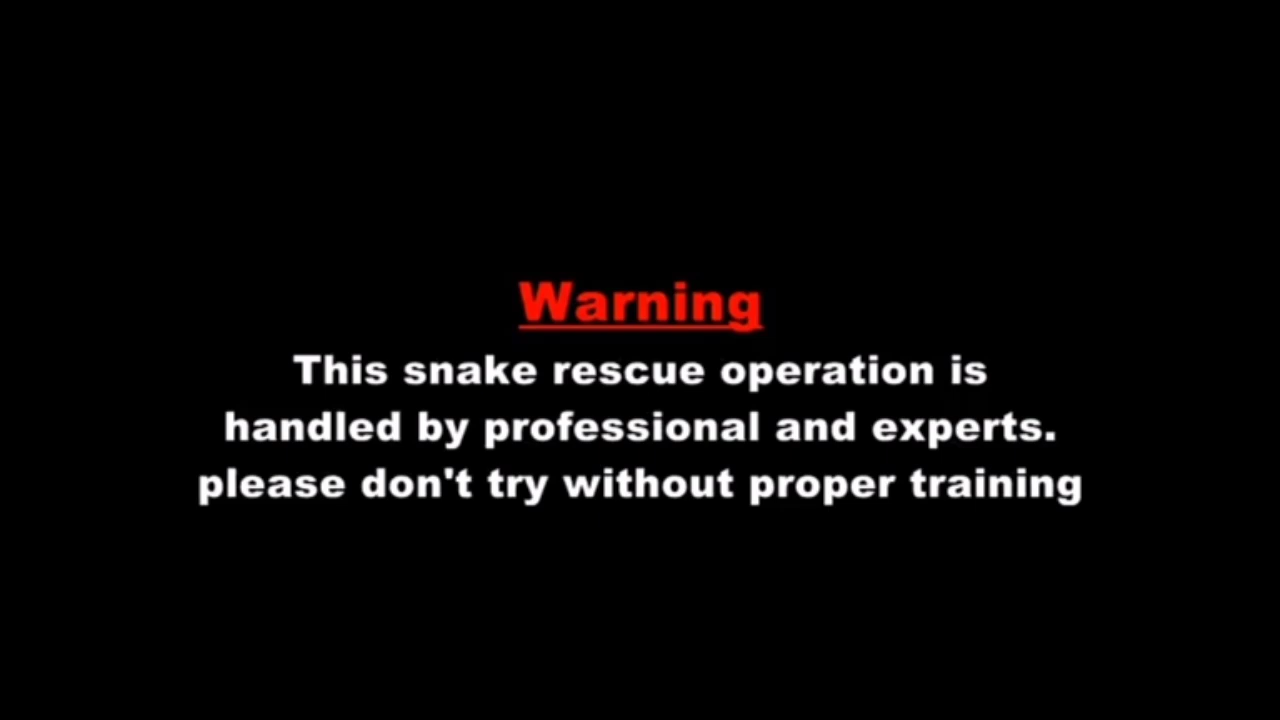 Warning
This snake rescue operation is
handled by professional and experts.
please don't try without proper training